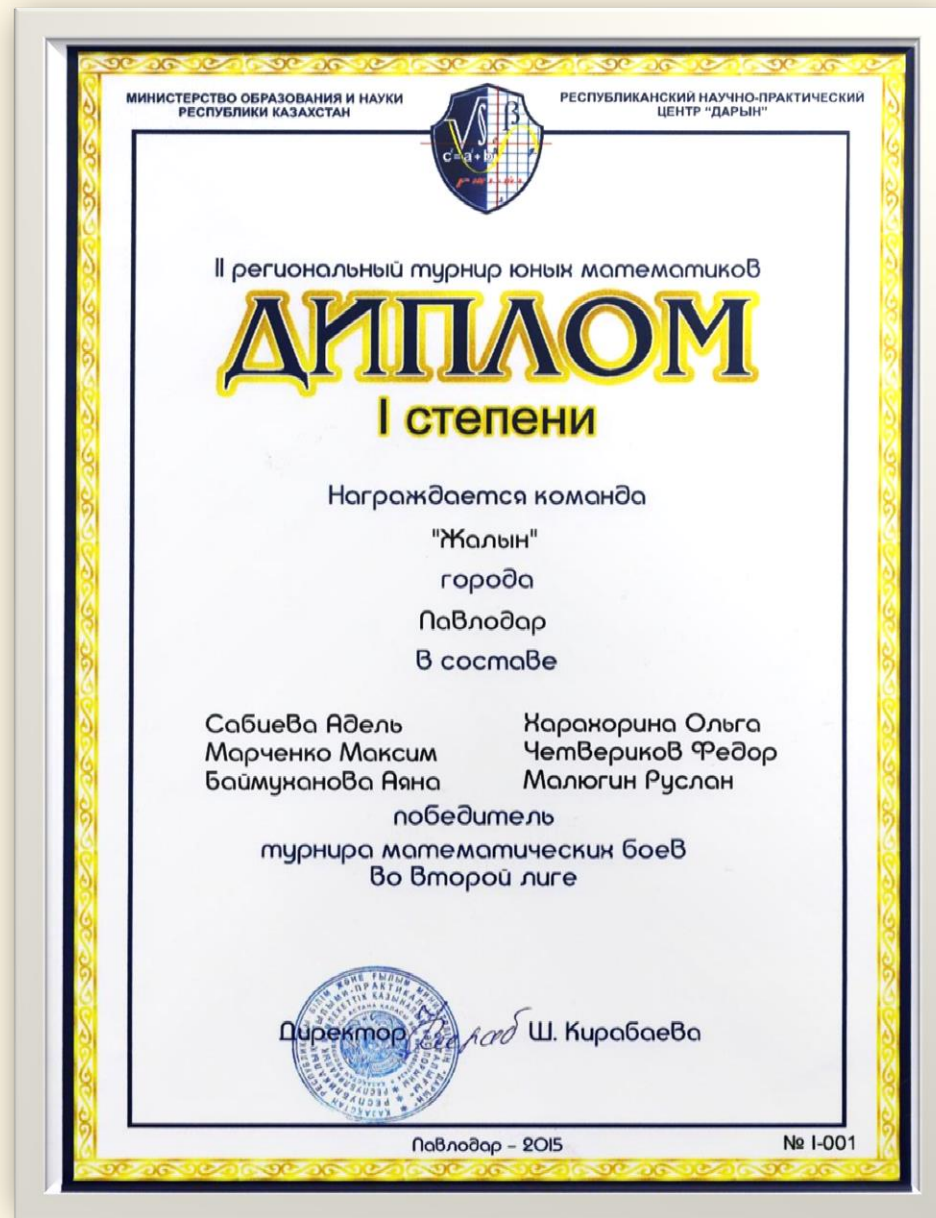 МИНИСТЕРСТВО ОБРАЗОВАНИЯ И НАУКИ
РЕСПУБЛИКИ КАЗАХСТАН
РЕСПУБЛИКАНСКИЙ НАУЧНО-ПРАКТИЧЕСКИЙ
ЦЕНТР "ДАРЫН"
II региональный турнир юных математиков
ДИПЛОМ
I степени
Награждается команда
"Жалын"
города
Павлодар
в составе
Сабиева Адель
Марченко Максим
Баймуханова Аяна
Харахорина Ольга
Четвериков Федор
Малюгин Руслан
победитель
турнира математических боев
во Второй лиге
Директор Ш. Кирабаева
Павлодар – 2015
№ I-001